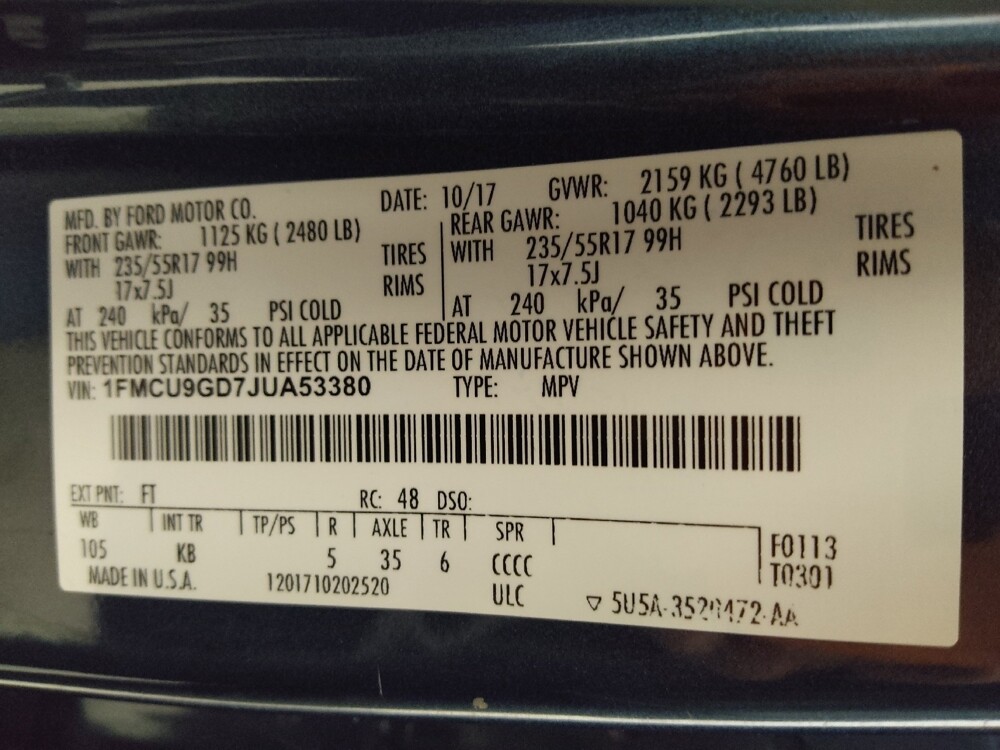 MFD. BY FORD MOTOR CO. DATE: 10/17 GVWR: 2159 KG ( 4760 LB)
FRONT GAWR: 1125 KG ( 2480 LB) REAR GAWR: 1040 KG ( 2293 LB)
WITH 235/55R17 99H TIRES WITH 235/55R17 99H TIRES
17x7.5J RIMS 17x7.5J RIMS
AT 240 kPa/ 35 PSI COLD AT 240 kPa/ 35 PSI COLD
THIS VEHICLE CONFORMS TO ALL APPLICABLE FEDERAL MOTOR VEHICLE SAFETY AND THEFT
PREVENTION STANDARDS IN EFFECT ON THE DATE OF MANUFACTURE SHOWN ABOVE.
VIN: 1FMCU9GD7JUA53380 TYPE: MPV
EXT PNT: FT RC: 48 DSO:
WB INT TR TP/PS R AXLE TR SPR F0113
105 KB 5 35 6 CCCC T0301
MADE IN U.S.A. 1201710202520 ULC ▽ 5U5A-3520472-AA